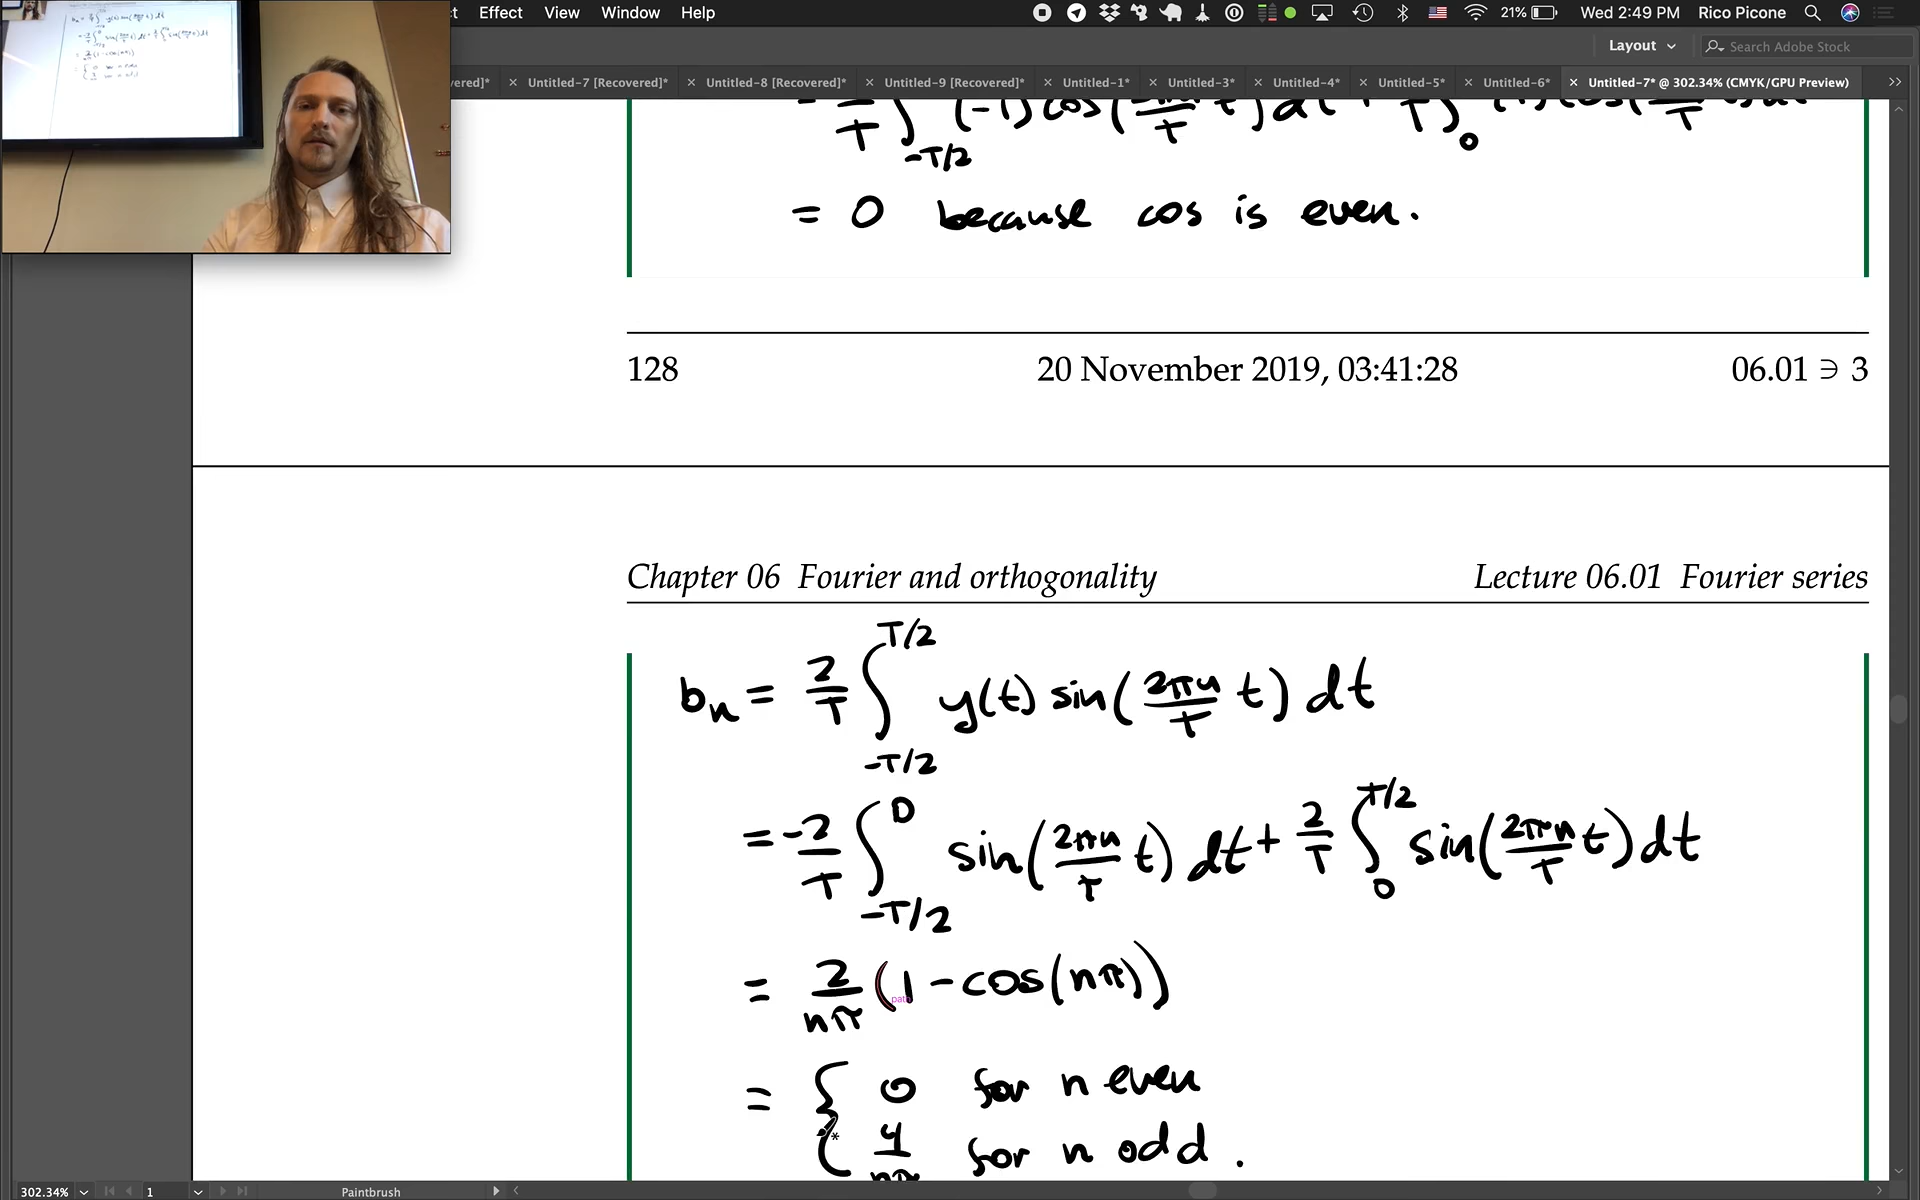 t Effect View Window Help 21% Wed 2:49 PM Rico Picone
Layout Search Adobe Stock
ered]* × Untitled-7 [Recovered]* × Untitled-8 [Recovered]* × Untitled-9 [Recovered]* × Untitled-1* × Untitled-3* × Untitled-4* × Untitled-5* × Untitled-6* × Untitled-7* @ 302.34% (CMYK/GPU Preview) >>
= 0 because cos is even.
128 20 November 2019, 03:41:28 06.01 ∋ 3
Chapter 06 Fourier and orthogonality Lecture 06.01 Fourier series
bₙ = 2/T ∫_{-T/2}^{T/2} y(t) sin(2πn/T t) dt
= -2/T ∫_{-T/2}^{0} sin(2πn/T t) dt + 2/T ∫_{0}^{T/2} sin(2πn/T t) dt
= 2/nπ (1 - cos(nπ))
path
= { 0 for n even
4/nπ for n odd.
302.34% 1 Paintbrush